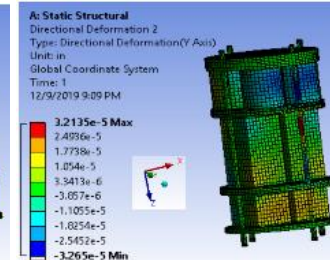 A: Static Structural
Directional Deformation 2
Type: Directional Deformation(Y Axis)
Unit: in
Global Coordinate System
Time: 1
12/9/2019 9:09 PM
3.2135e-5 Max
2.4936e-5
1.7738e-5
1.054e-5
3.3413e-6
-3.857e-6
-1.1055e-5
-1.8254e-5
-2.5452e-5
-3.265e-5 Min
X
Z